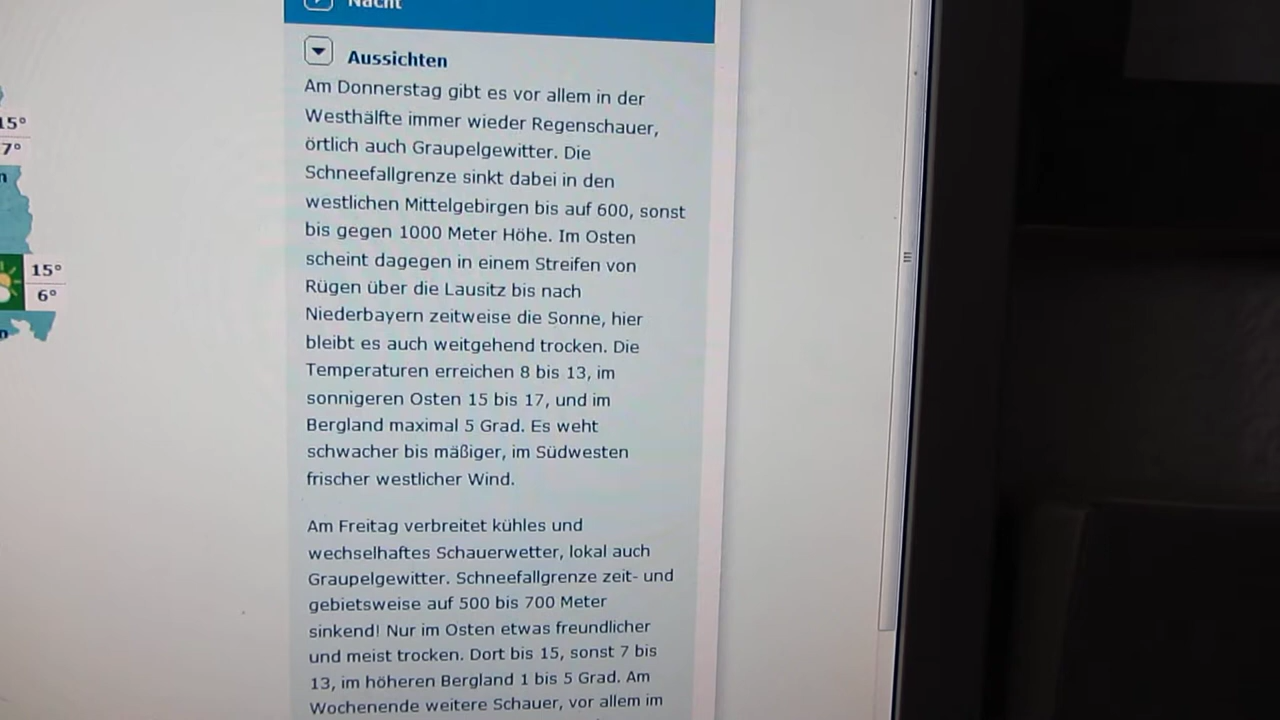 Nacht
Aussichten
Am Donnerstag gibt es vor allem in der
Westhälfte immer wieder Regenschauer,
örtlich auch Graupelgewitter. Die
Schneefallgrenze sinkt dabei in den
westlichen Mittelgebirgen bis auf 600, sonst
bis gegen 1000 Meter Höhe. Im Osten
scheint dagegen in einem Streifen von
Rügen über die Lausitz bis nach
Niederbayern zeitweise die Sonne, hier
bleibt es auch weitgehend trocken. Die
Temperaturen erreichen 8 bis 13, im
sonnigeren Osten 15 bis 17, und im
Bergland maximal 5 Grad. Es weht
schwacher bis mäßiger, im Südwesten
frischer westlicher Wind.
Am Freitag verbreitet kühles und
wechselhaftes Schauerwetter, lokal auch
Graupelgewitter. Schneefallgrenze zeit- und
gebietsweise auf 500 bis 700 Meter
sinkend! Nur im Osten etwas freundlicher
und meist trocken. Dort bis 15, sonst 7 bis
13, im höheren Bergland 1 bis 5 Grad. Am
Wochenende weitere Schauer, vor allem im
15°
7°
15°
6°